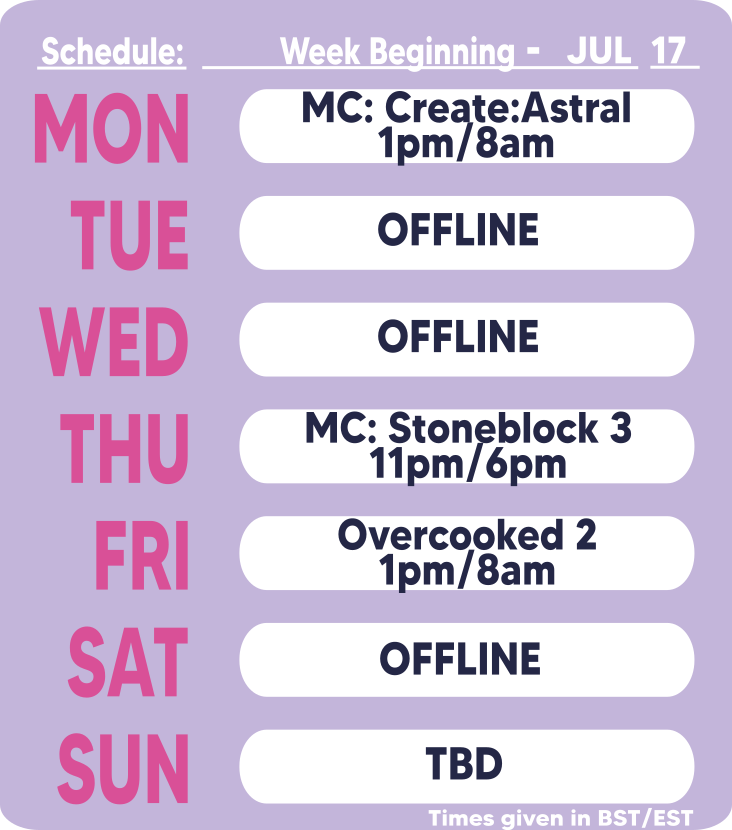 Schedule: Week Beginning - JUL 17
MON
MC: Create:Astral
1pm/8am
TUE
OFFLINE
WED
OFFLINE
THU
MC: Stoneblock 3
11pm/6pm
FRI
Overcooked 2
1pm/8am
SAT
OFFLINE
SUN
TBD
Times given in BST/EST